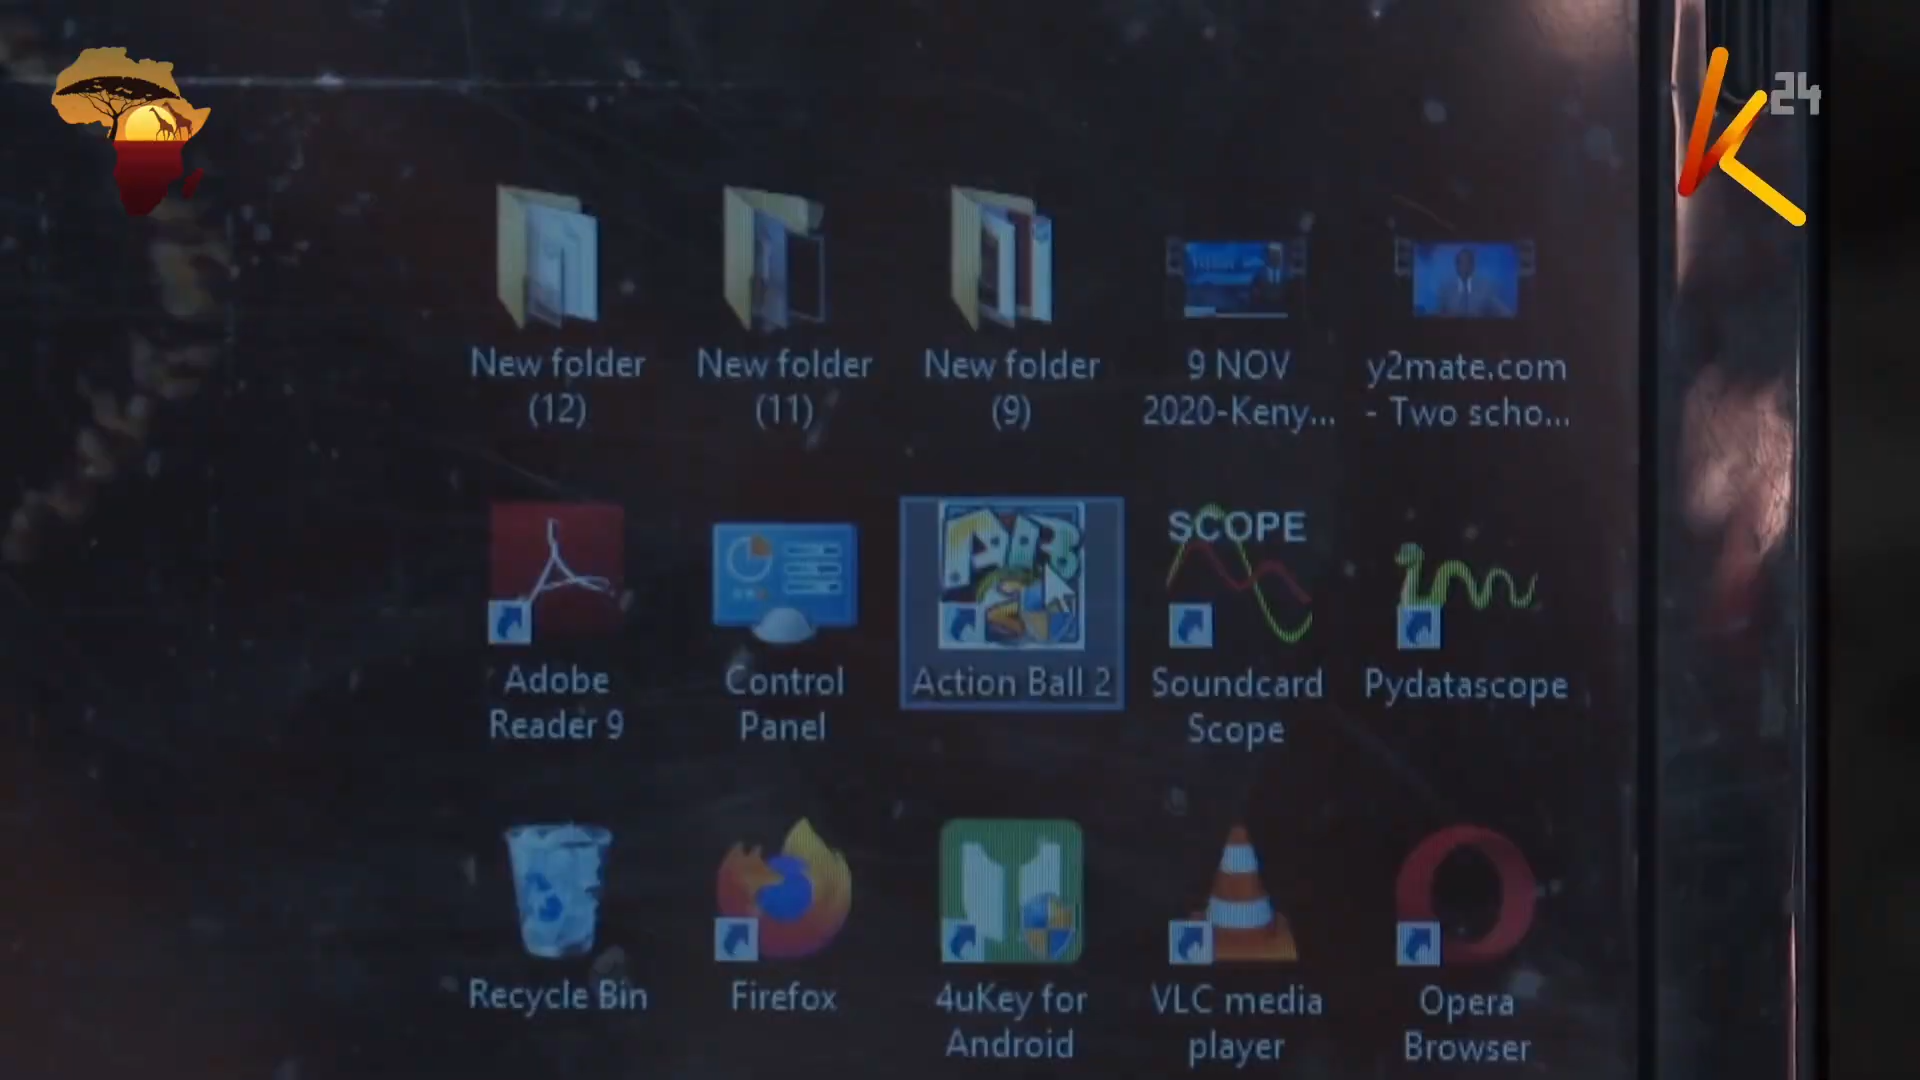 K24
New folder (12)
New folder (11)
New folder (9)
9 NOV 2020-Keny...
y2mate.com - Two scho...
SCOPE
Adobe Reader 9
Control Panel
Action Ball 2
Soundcard Scope
Pydatascope
Recycle Bin
Firefox
4uKey for Android
VLC media player
Opera Browser